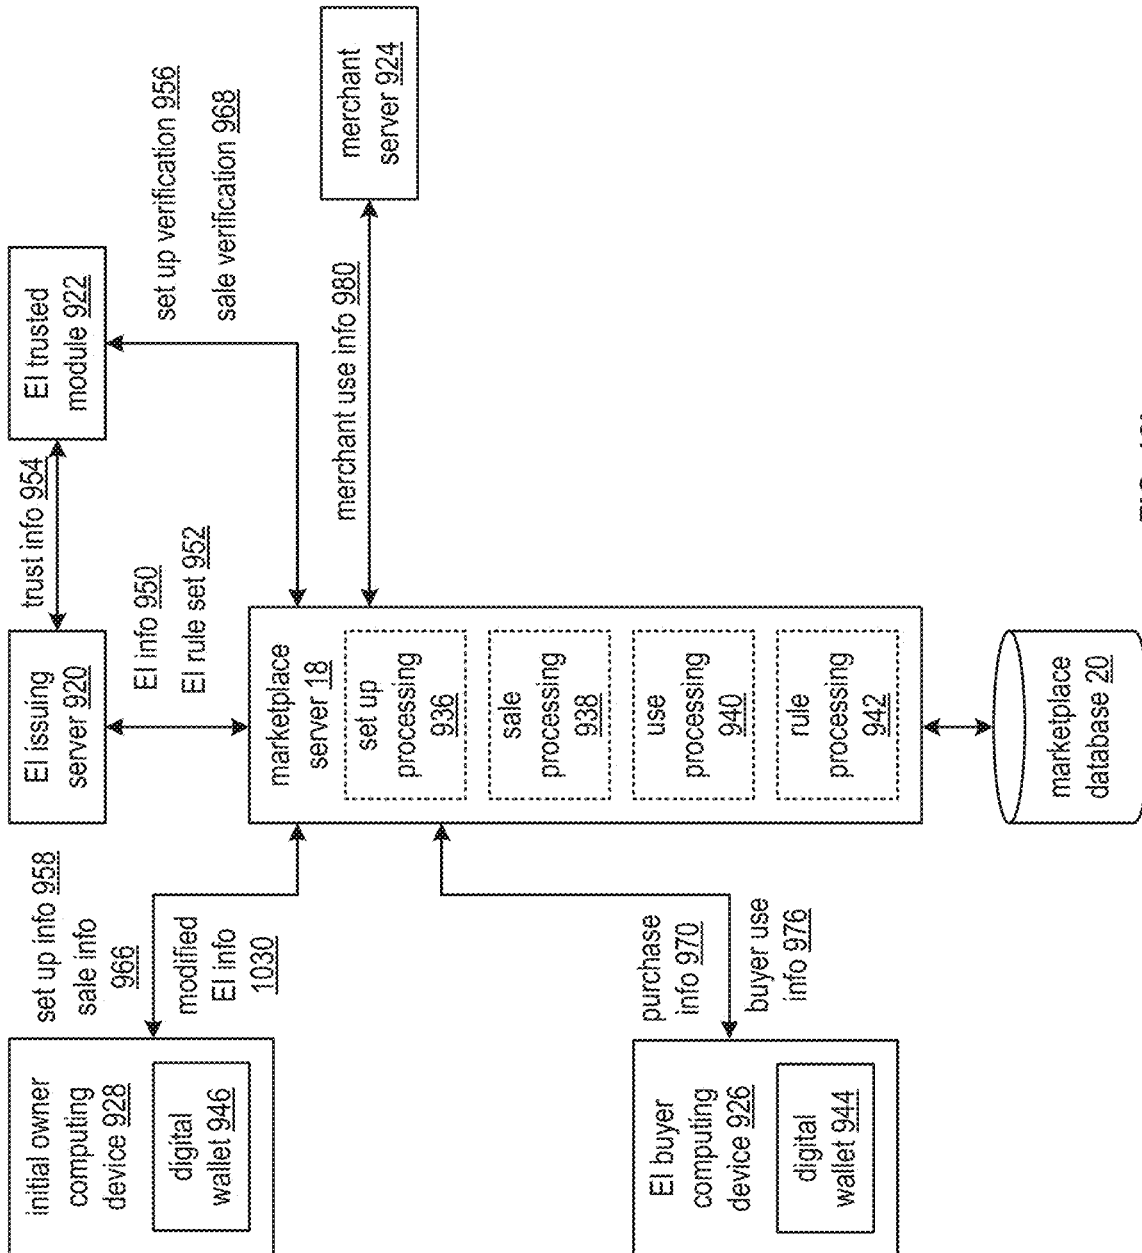 EI buyer
computing
device 926
digital
wallet 944
initial owner
computing
device 928
digital
wallet 946
purchase
info 970
buyer use
info 976
set up info 958
sale info
966
modified
EI info
1030
marketplace
database 20
marketplace
server 18
set up
processing
936
sale
processing
938
use
processing
940
rule
processing
942
EI issuing
server 920
EI info 950
EI rule set 952
trust info 954
EI trusted
module 922
set up verification 956
sale verification 968
merchant use info 980
merchant
server 924
FIG.